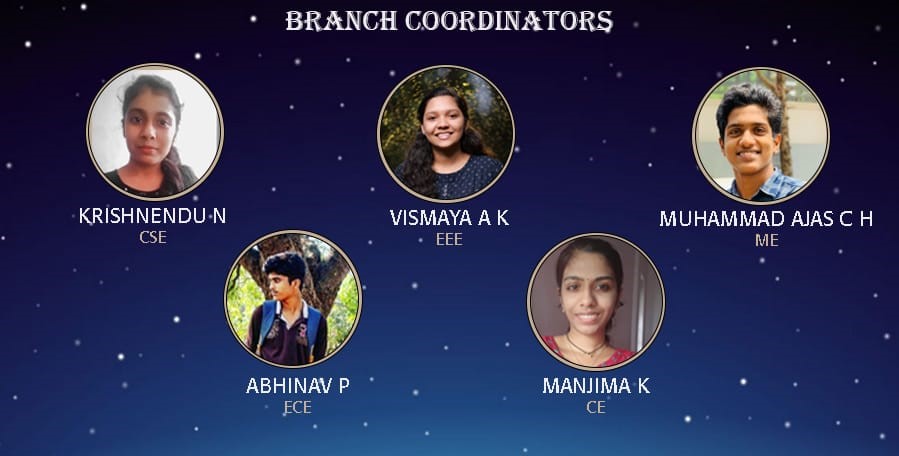 BRANCH COORDINATORS
KRISHNENDU N
CSE
VISMAYA A K
EEE
MUHAMMAD AJAS C H
ME
ABHINAV P
ECE
MANJIMA K
CE